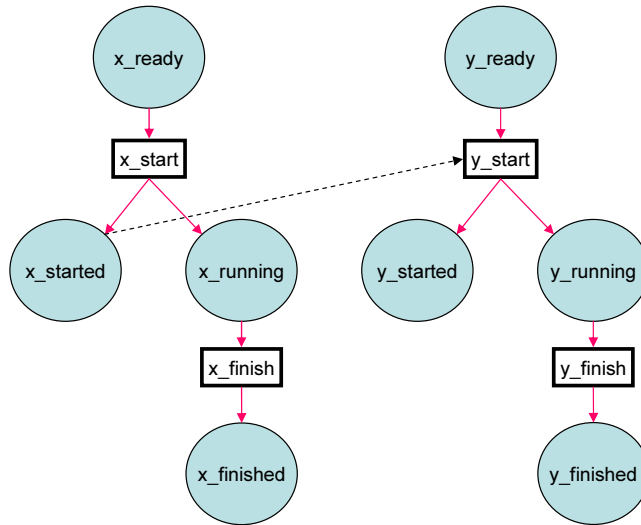 x_ready
y_ready
x_start
y_start
x_started
x_running
y_started
y_running
x_finish
y_finish
x_finished
y_finished